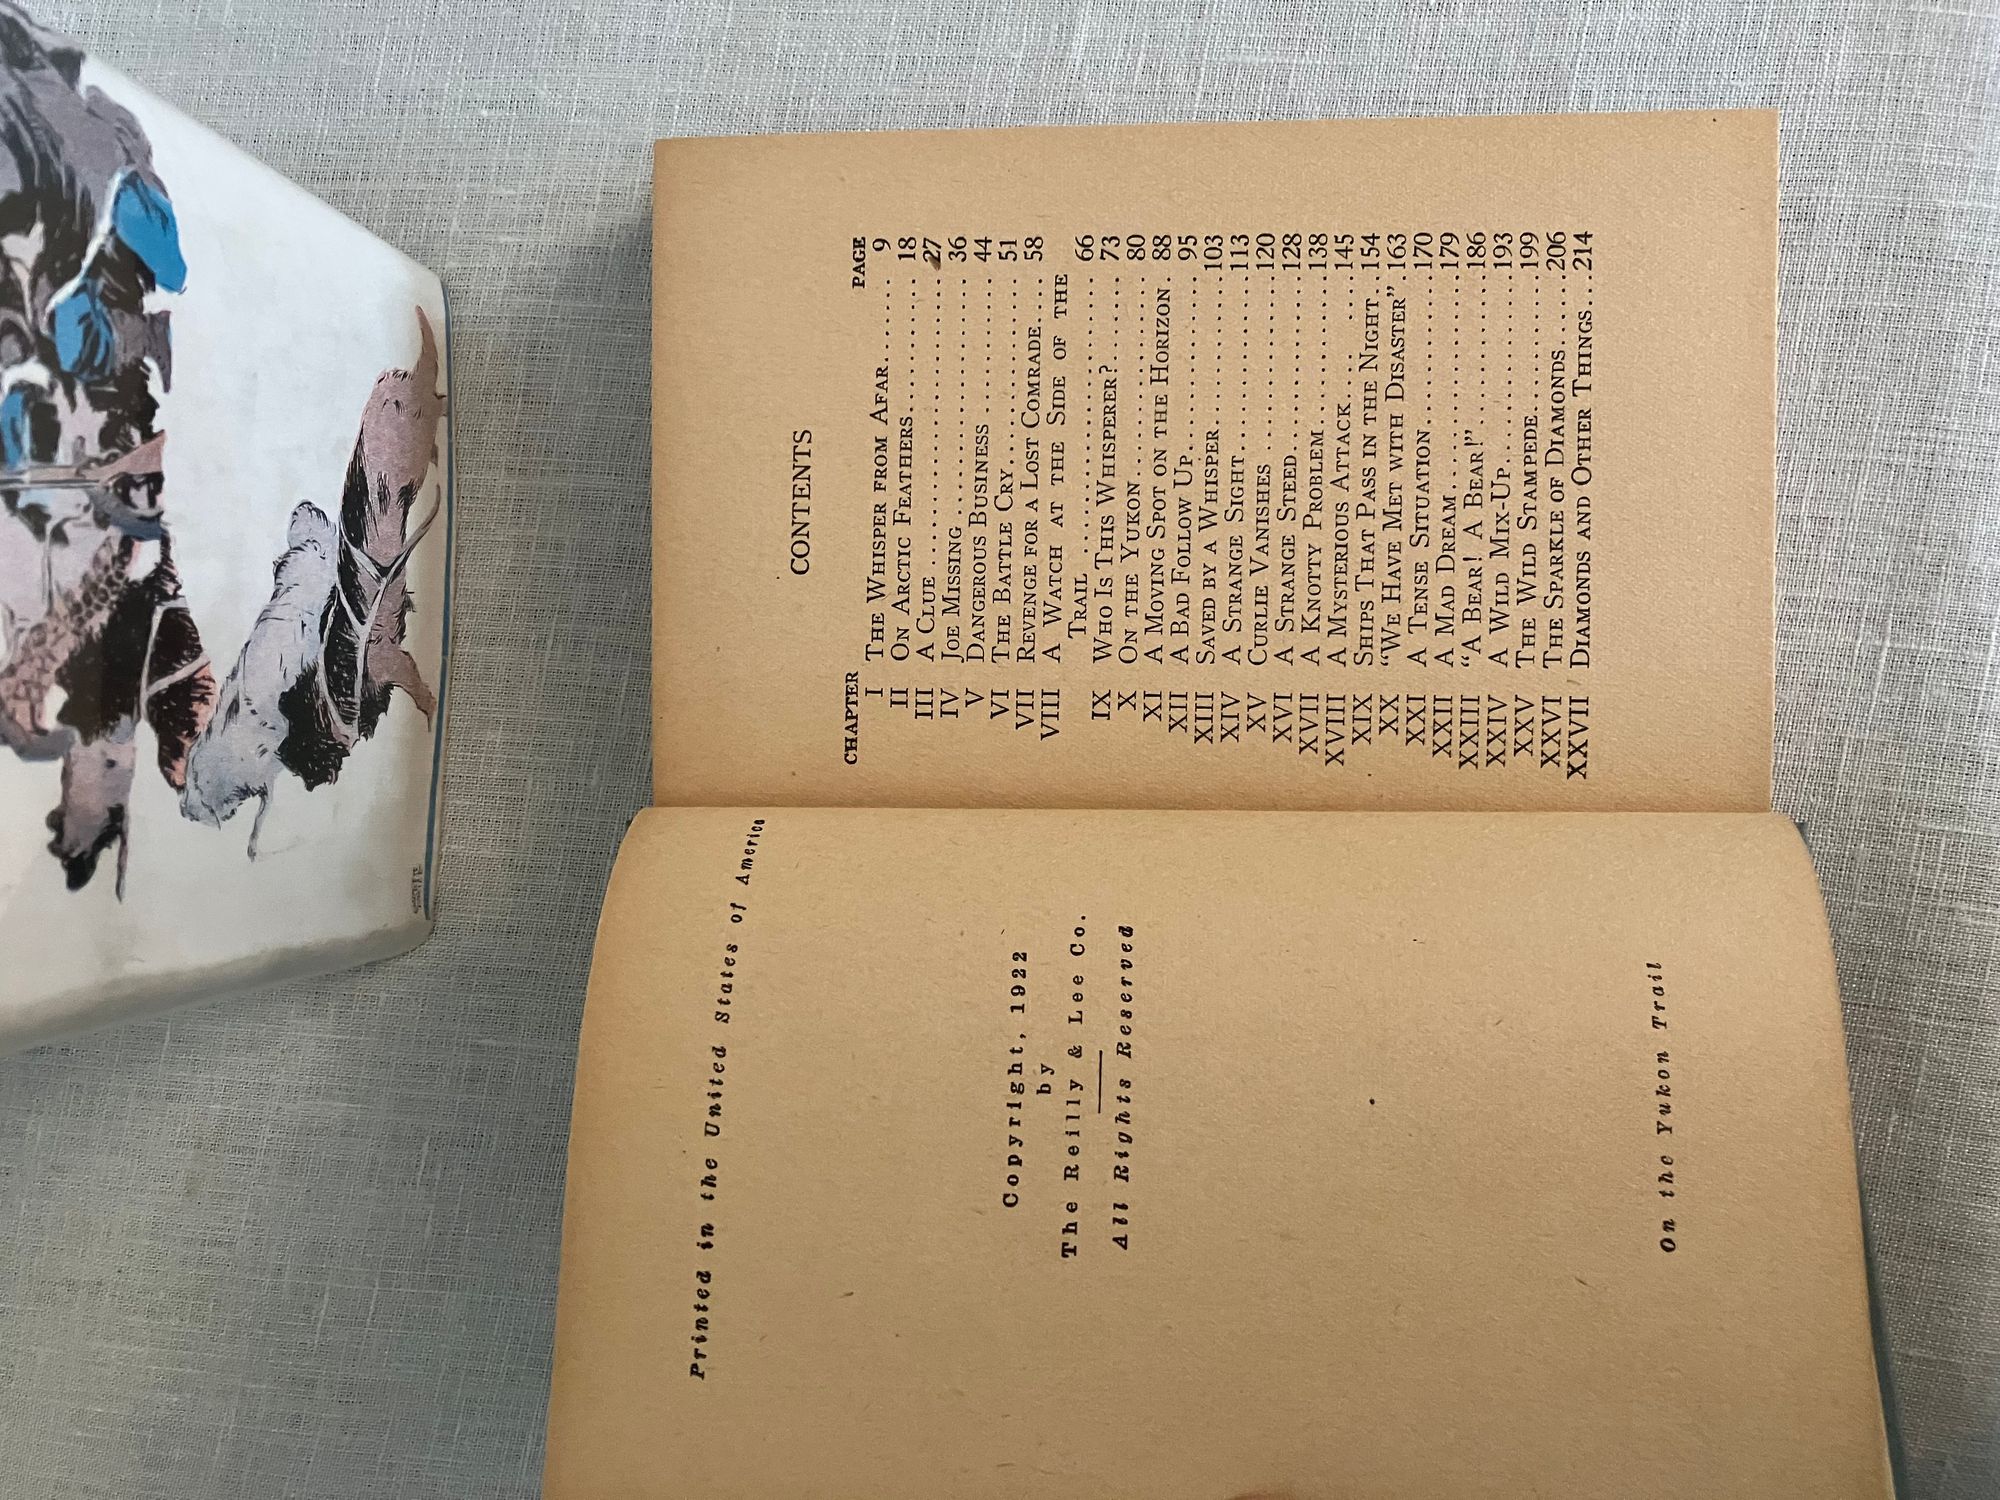 Printed in the United States of America
Copyright, 1922
by
The Reilly & Lee Co.
All Rights Reserved
On the Yukon Trail
CONTENTS
CHAPTER PAGE
I The Whisper from Afar....... 9
II On Arctic Feathers............ 18
III A Clue ...................... 27
IV Joe Missing .................. 36
V Dangerous Business .......... 44
VI The Battle Cry.............. 51
VII Revenge for a Lost Comrade.... 58
VIII A Watch at the Side of the
Trail ...................... 66
IX Who Is This Whisperer?....... 73
X On the Yukon................ 80
XI A Moving Spot on the Horizon . 88
XII A Bad Follow Up............. 95
XIII Saved by a Whisper.......... 103
XIV A Strange Sight.............. 113
XV Curlie Vanishes .............. 120
XVI A Strange Steed.............. 128
XVII A Knotty Problem............ 138
XVIII A Mysterious Attack.... .... 145
XIX Ships That Pass in the Night... 154
XX "We Have Met with Disaster" . 163
XXI A Tense Situation............ 170
XXII A Mad Dream................ 179
XXIII "A Bear! A Bear!"........... 186
XXIV A Wild Mix-Up.............. 193
XXV The Wild Stampede.......... 199
XXVI The Sparkle of Diamonds...... 206
XXVII Diamonds and Other Things... 214